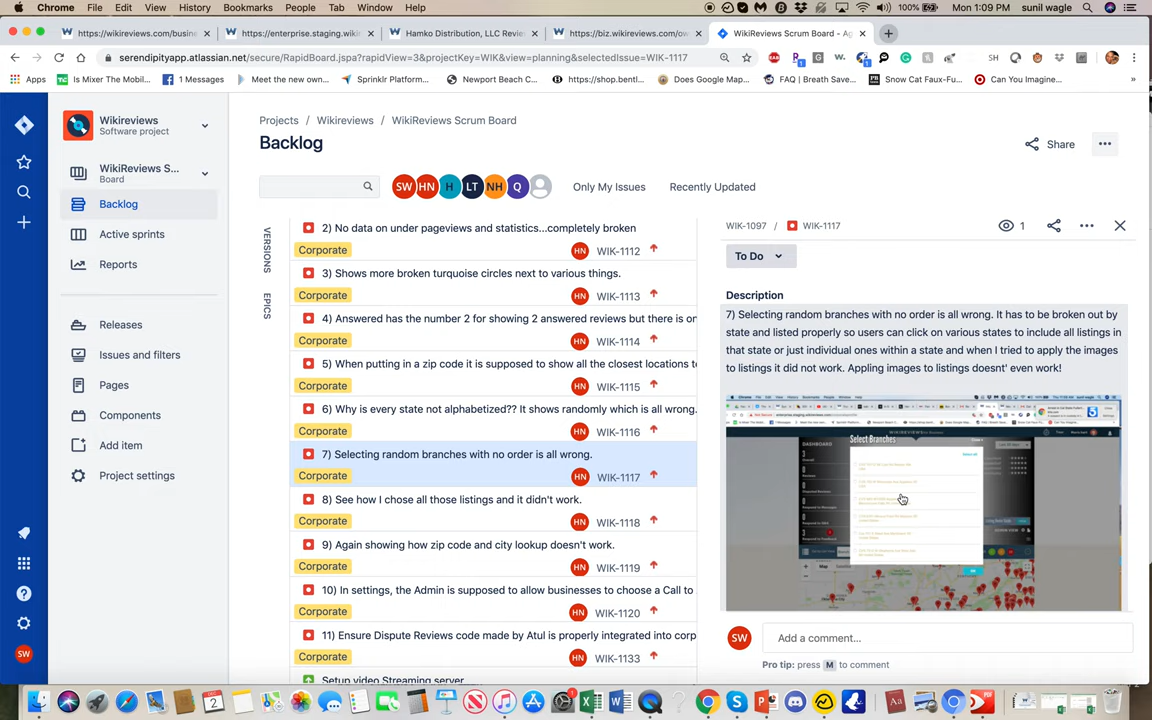 Chrome File Edit View History Bookmarks People Tab Window Help
100% Mon 1:09 PM sunil wagle
https://wikireviews.com/busin
https://enterprise.staging.wiki
Hamko Distribution, LLC Revie
https://biz.wikireviews.com/ow
WikiReviews Scrum Board - Ag
serendipityapp.atlassian.net/secure/RapidBoard.jspa?rapidView=3&projectKey=WIK&view=planning&selectedIssue=WIK-1117
Apps Is Mixer The Mobil... 1 Messages Meet the new own... Sprinklr Platform... Newport Beach C... https://shop.bentl... Does Google Map... FAQ | Breath Save... Snow Cat Faux-Fu... Can You Imagine...
Wikireviews
Software project
WikiReviews S...
Board
Backlog
Active sprints
Reports
Releases
Issues and filters
Pages
Components
Add item
Project settings
SW
Projects / Wikireviews / WikiReviews Scrum Board
Backlog
Share
SW HN H LT NH Q
Only My Issues Recently Updated
VERSIONS
EPICS
2) No data on under pageviews and statistics...completely broken
Corporate HN WIK-1112
3) Shows more broken turquoise circles next to various things.
Corporate HN WIK-1113
4) Answered has the number 2 for showing 2 answered reviews but there is or
Corporate HN WIK-1114
5) When putting in a zip code it is supposed to show all the closest locations t
Corporate HN WIK-1115
6) Why is every state not alphabetized?? It shows randomly which is all wrong.
Corporate HN WIK-1116
7) Selecting random branches with no order is all wrong.
Corporate HN WIK-1117
8) See how I chose all those listings and it didn't work.
Corporate HN WIK-1118
9) Again showing how zip code and city lookup doesn't work.
Corporate HN WIK-1119
10) In settings, the Admin is supposed to allow businesses to choose a Call to
Corporate HN WIK-1120
11) Ensure Dispute Reviews code made by Atul is properly integrated into corp
Corporate HN WIK-1133
Setup video Streaming server
WIK-1097 / WIK-1117
1
To Do
Description
7) Selecting random branches with no order is all wrong. It has to be broken out by
state and listed properly so users can click on various states to include all listings in
that state or just individual ones within a state and when I tried to apply the images
to listings it did not work. Appling images to listings doesnt' even work!
DASHBOARD
Select Branches
Map
SW Add a comment...
Pro tip: press M to comment